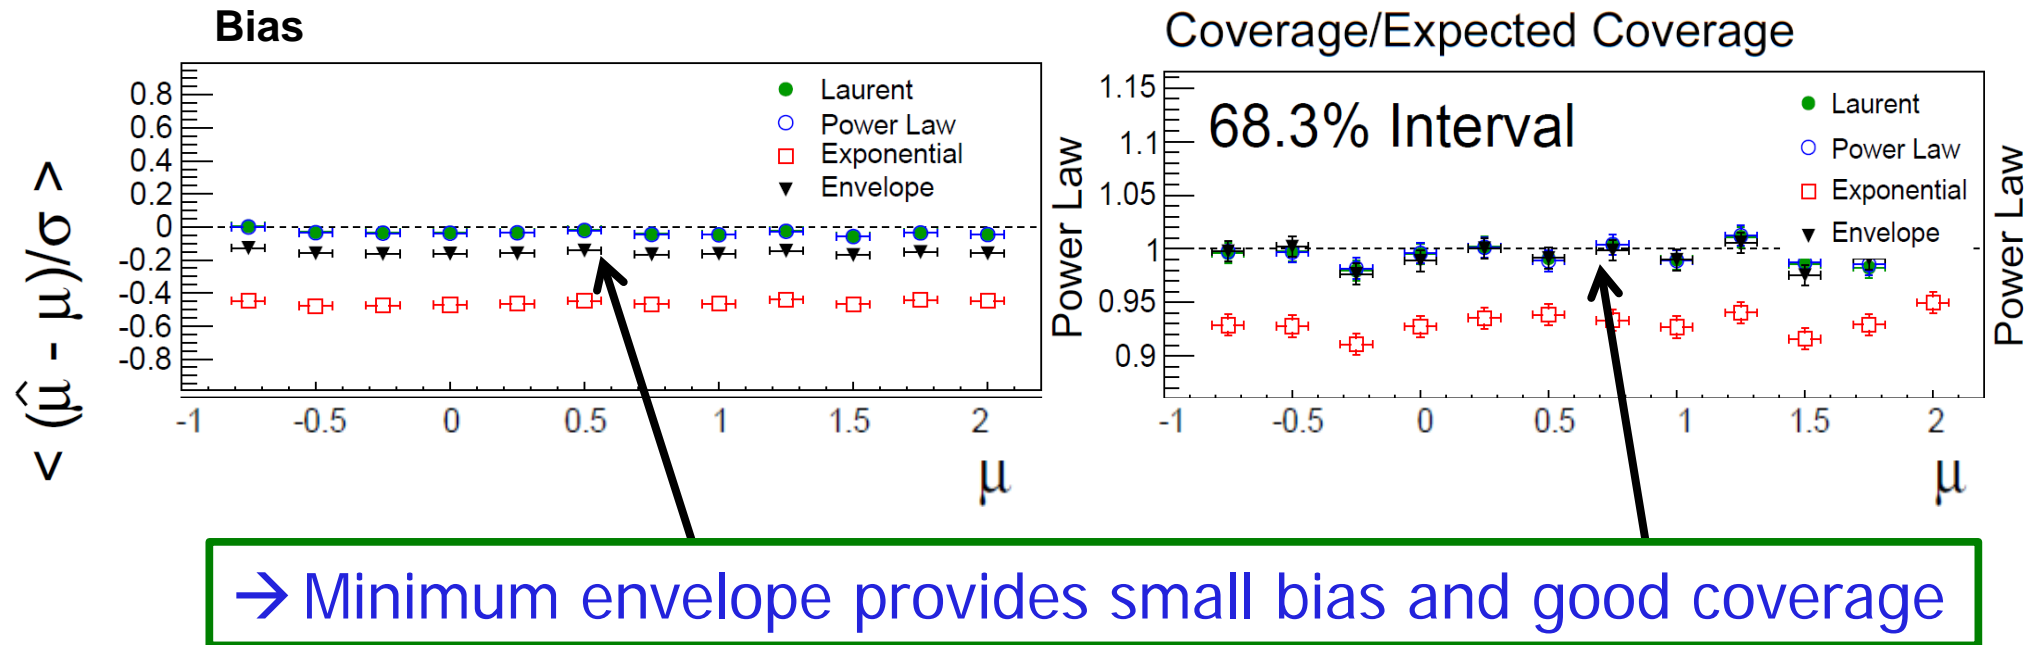 Bias
< (μ̂ - μ)/σ >
0.8
0.6
0.4
0.2
0
-0.2
-0.4
-0.6
-0.8
Laurent
Power Law
Exponential
Envelope
-1 -0.5 0 0.5 1 1.5 2
μ
Power Law
Coverage/Expected Coverage
1.15
1.1
1.05
1
0.95
0.9
68.3% Interval
Laurent
Power Law
Exponential
Envelope
-1 -0.5 0 0.5 1 1.5 2
μ
Power Law
→ Minimum envelope provides small bias and good coverage